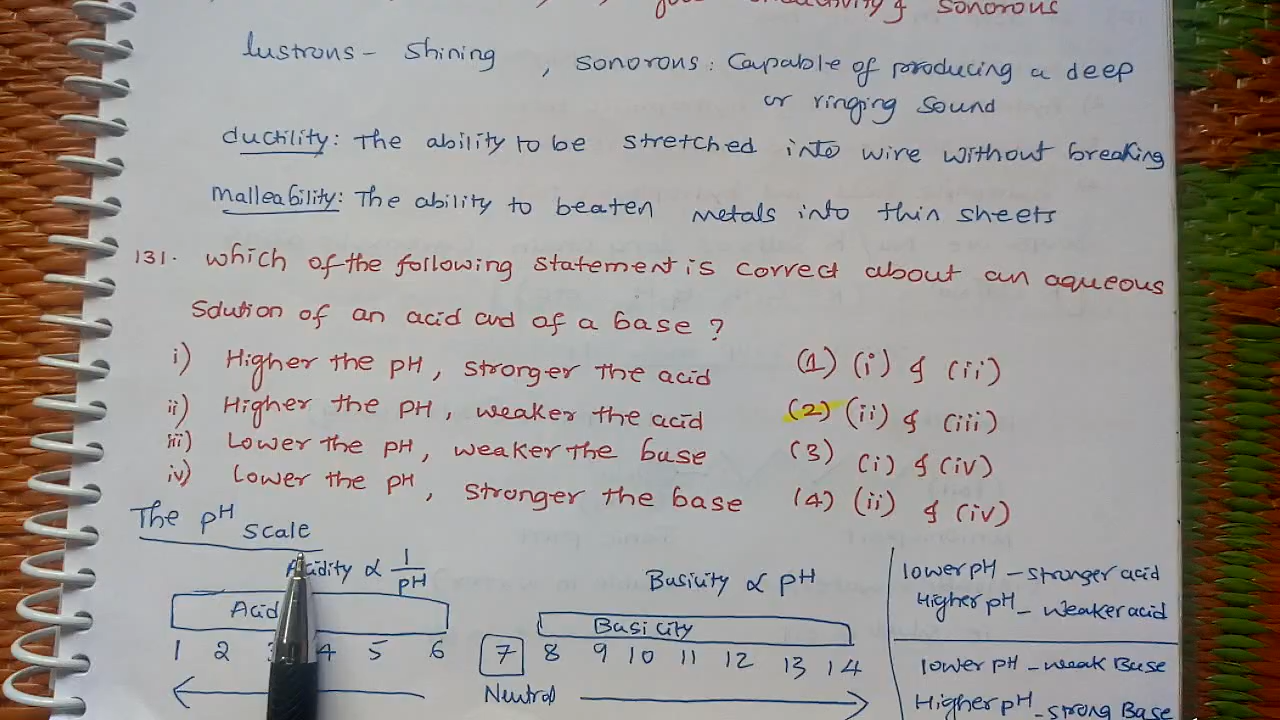 sonorous
lustrous - Shining , sonorous : Capable of producing a deep
or ringing sound
ductility : The ability to be stretched into wire without breaking
Malleability : The ability to beaten metals into thin sheets
131. Which of the following statement is correct about an aqueous
solution of an acid and of a base ?
i) Higher the pH, stronger the acid (1) (i) & (ii)
ii) Higher the pH, weaker the acid (2) (ii) & (iii)
iii) Lower the pH, weaker the base (3) (i) & (iv)
iv) Lower the pH, stronger the base (4) (ii) & (iv)
The pH scale
Acidity ∝ 1/pH Basicity ∝ pH lower pH - stronger acid
Acid Basicity Higher pH - weaker acid
1 2 3 4 5 6 7 8 9 10 11 12 13 14 lower pH - weak Base
Neutral Higher pH - strong Base